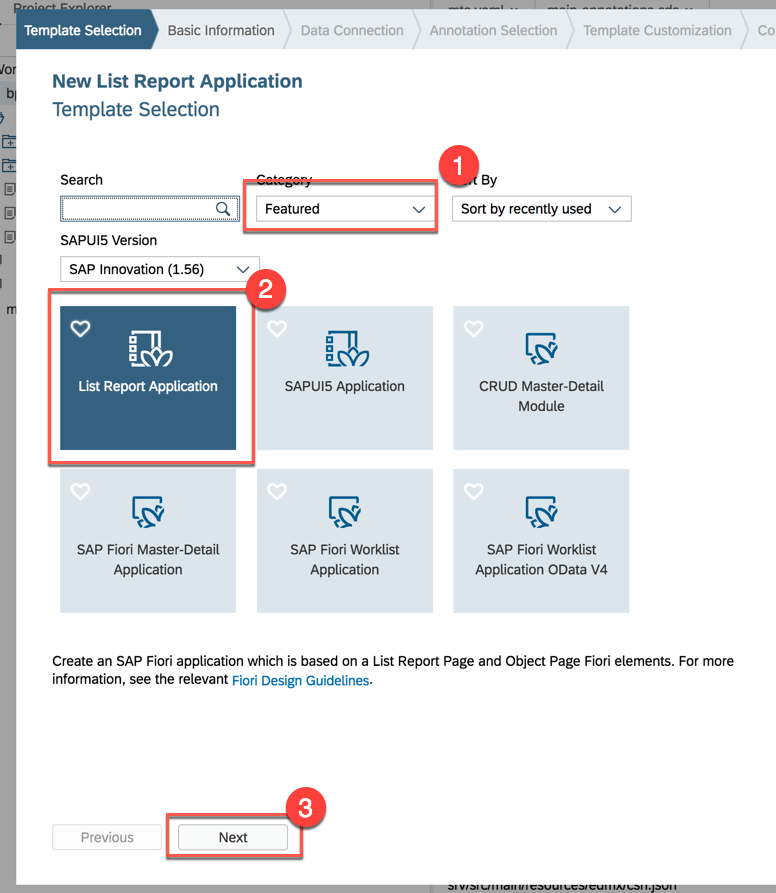 Project Explorer
Template Selection
Basic Information
Data Connection
Annotation Selection
Template Customization
Co
New List Report Application
Template Selection
1
Search
Category
By
Featured
Sort by recently used
SAPUI5 Version
SAP Innovation (1.56)
2
List Report Application
SAPUI5 Application
CRUD Master-Detail
Module
SAP Fiori Master-Detail
Application
SAP Fiori Worklist
Application
SAP Fiori Worklist
Application OData V4
Create an SAP Fiori application which is based on a List Report Page and Object Page Fiori elements. For more
information, see the relevant Fiori Design Guidelines.
3
Previous
Next
srv/src/main/resources/edmx/csn.json